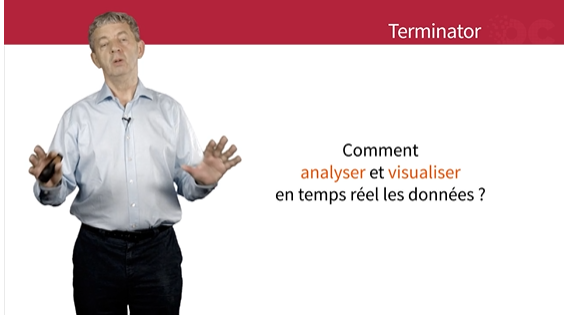 Terminator
Comment
analyser et visualiser
en temps réel les données ?